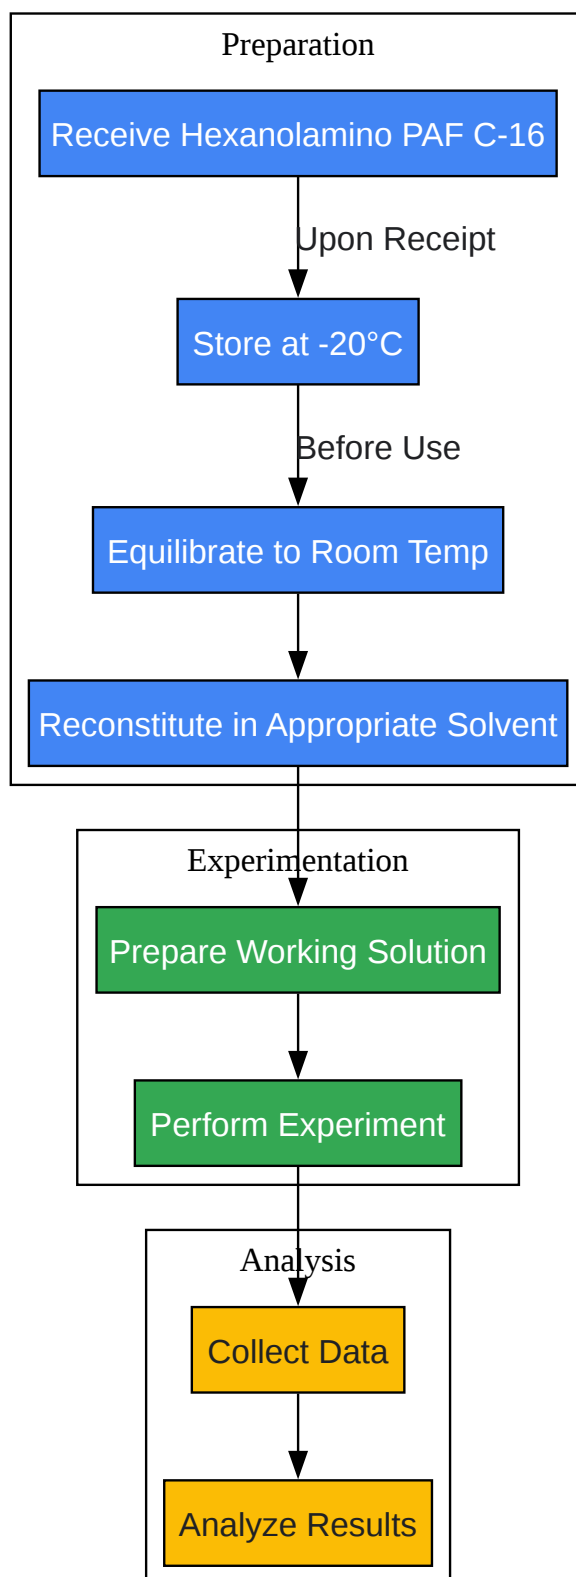 Preparation
Receive Hexanolamino PAF C-16
Upon Receipt
Store at -20°C
Before Use
Equilibrate to Room Temp
Reconstitute in Appropriate Solvent
Experimentation
Prepare Working Solution
Perform Experiment
Analysis
Collect Data
Analyze Results